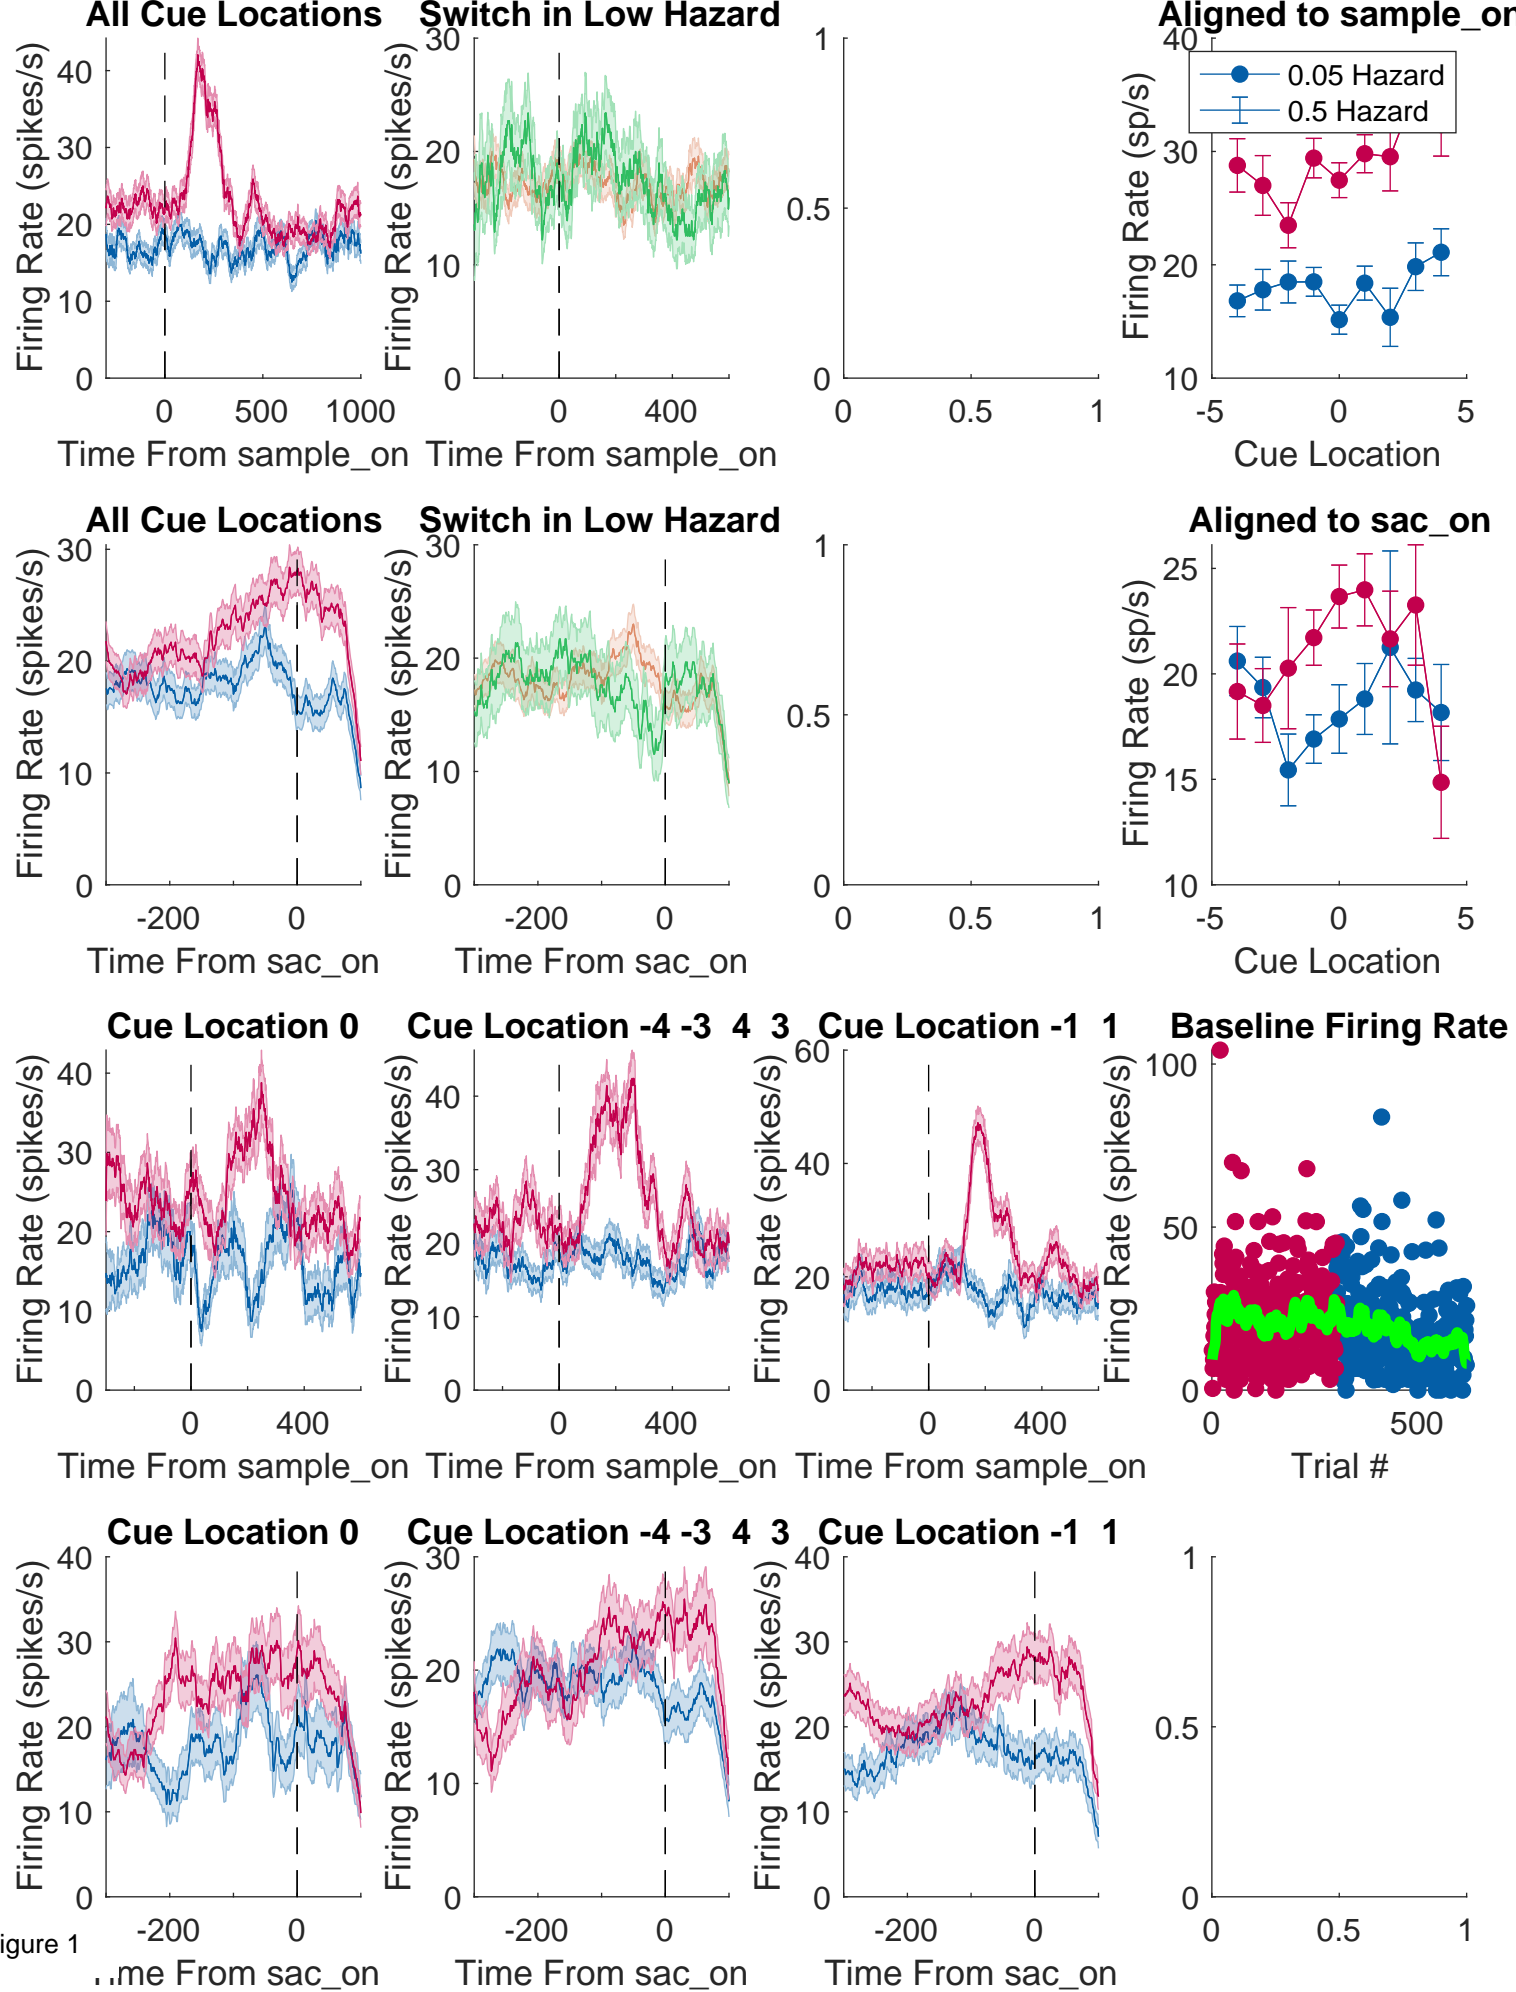 All Cue Locations
Firing Rate (spikes/s)
40
30
20
10
0
0 500 1000
Time From sample_on
Switch in Low Hazard
Firing Rate (spikes/s)
30
20
10
0
0 400
Time From sample_on
1
0.5
0
0 0.5 1
Aligned to sample_on
Firing Rate (sp/s)
40
30
20
10
0.05 Hazard
0.5 Hazard
-5 0 5
Cue Location
All Cue Locations
Firing Rate (spikes/s)
30
20
10
0
-200 0
Time From sac_on
Switch in Low Hazard
Firing Rate (spikes/s)
30
20
10
0
-200 0
Time From sac_on
1
0.5
0
0 0.5 1
Aligned to sac_on
Firing Rate (sp/s)
25
20
15
10
-5 0 5
Cue Location
Cue Location 0
Firing Rate (spikes/s)
40
30
20
10
0
0 400
Time From sample_on
Cue Location -4 -3 4 3
Firing Rate (spikes/s)
40
30
20
10
0
0 400
Time From sample_on
Cue Location -1 1
Firing Rate (spikes/s)
60
40
20
0
0 400
Time From sample_on
Baseline Firing Rate
Firing Rate (spikes/s)
100
50
0
0 500
Trial #
Cue Location 0
Firing Rate (spikes/s)
40
30
20
10
0
-200 0
Time From sac_on
Cue Location -4 -3 4 3
Firing Rate (spikes/s)
30
20
10
0
-200 0
Time From sac_on
Cue Location -1 1
Firing Rate (spikes/s)
40
30
20
10
0
-200 0
Time From sac_on
1
0.5
0
0 0.5 1
igure 1